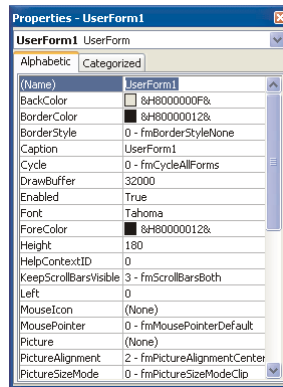 Properties - UserForm1
UserForm1 UserForm
Alphabetic Categorized
(Name) UserForm1
BackColor &H8000000F&
BorderColor &H80000012&
BorderStyle 0 - fmBorderStyleNone
Caption UserForm1
Cycle 0 - fmCycleAllForms
DrawBuffer 32000
Enabled True
Font Tahoma
ForeColor &H80000012&
Height 180
HelpContextID 0
KeepScrollBarsVisible 3 - fmScrollBarsBoth
Left 0
MouseIcon (None)
MousePointer 0 - fmMousePointerDefault
Picture (None)
PictureAlignment 2 - fmPictureAlignmentCenter
PictureSizeMode 0 - fmPictureSizeModeClip